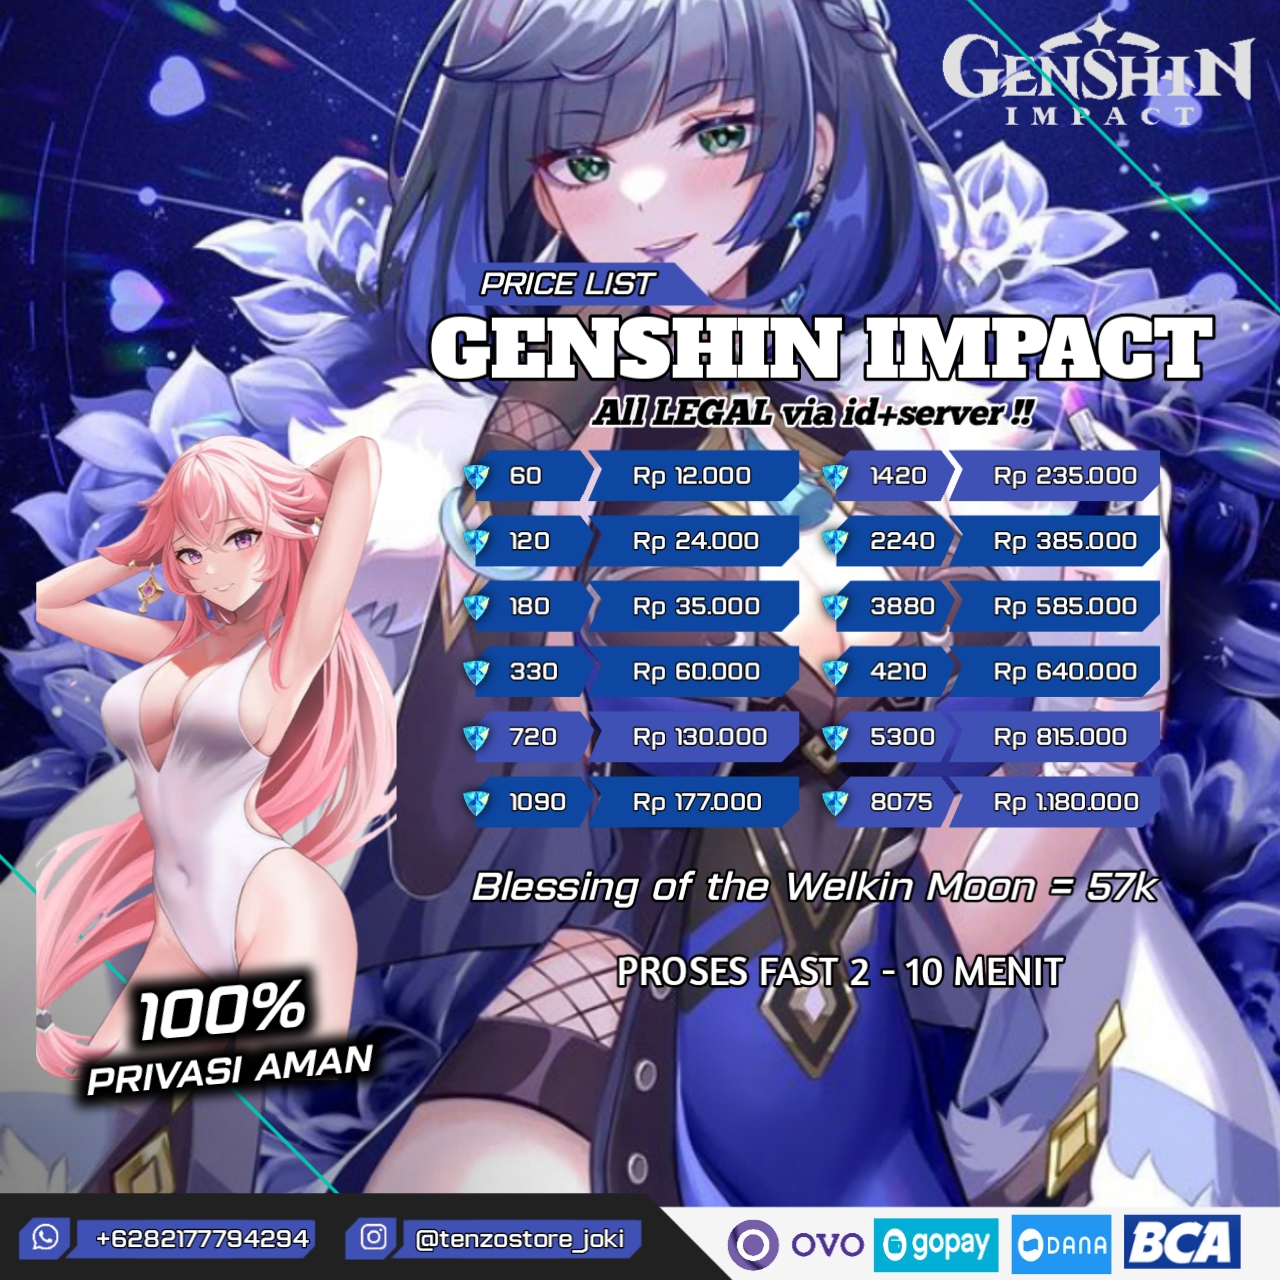 GENSHIN
IMPACT
PRICE LIST
GENSHIN IMPACT
All LEGAL via id+server !!
60 Rp 12.000
120 Rp 24.000
180 Rp 35.000
330 Rp 60.000
720 Rp 130.000
1090 Rp 177.000
1420 Rp 235.000
2240 Rp 385.000
3880 Rp 585.000
4210 Rp 640.000
5300 Rp 815.000
8075 Rp 1.180.000
Blessing of the Welkin Moon = 57k
PROSES FAST 2 - 10 MENIT
100%
PRIVASI AMAN
+6282177794294 @tenzostore_joki OVO gopay DANA BCA